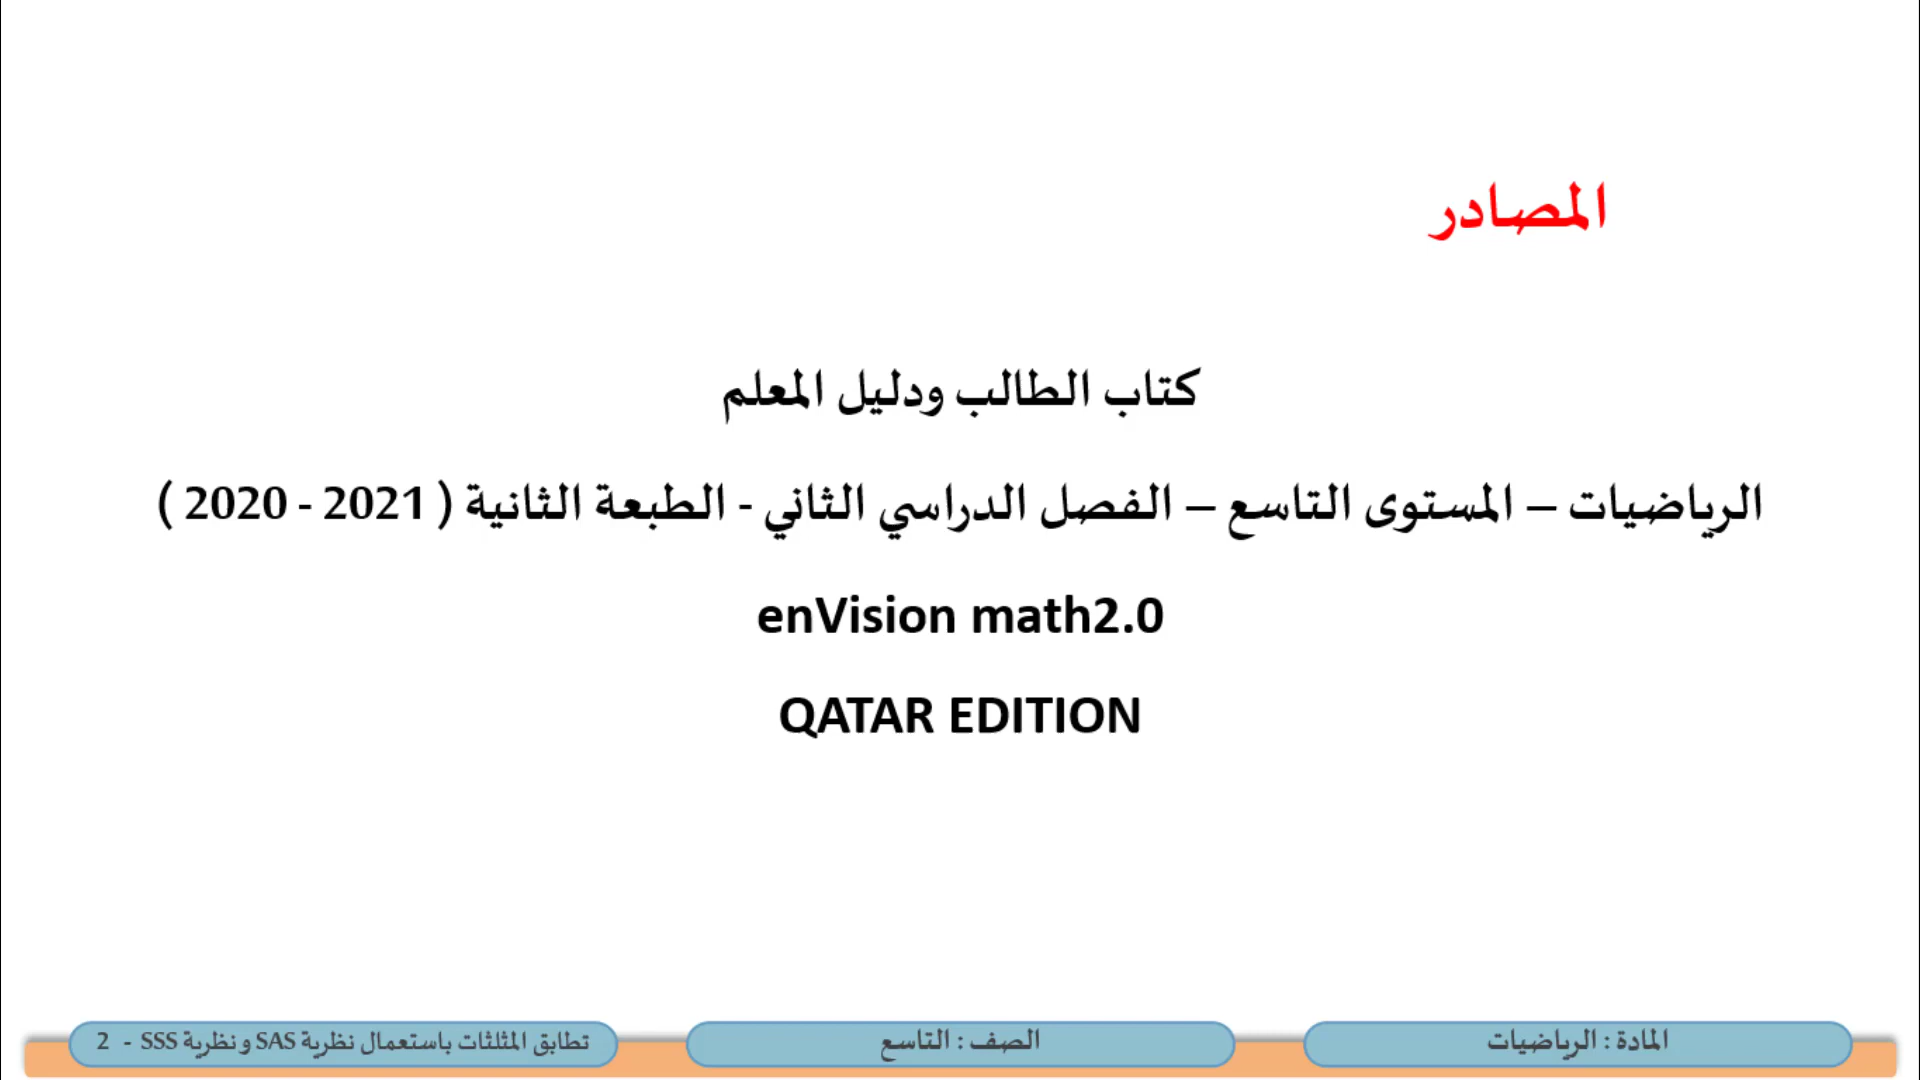 المصادر
كتاب الطالب ودليل المعلم
الرياضيات – المستوى التاسع – الفصل الدراسي الثاني - الطبعة الثانية ( 2021 - 2020 )
enVision math2.0
QATAR EDITION
المادة : الرياضيات
الصف : التاسع
تطابق المثلثات باستعمال نظرية SAS و نظرية SSS - 2